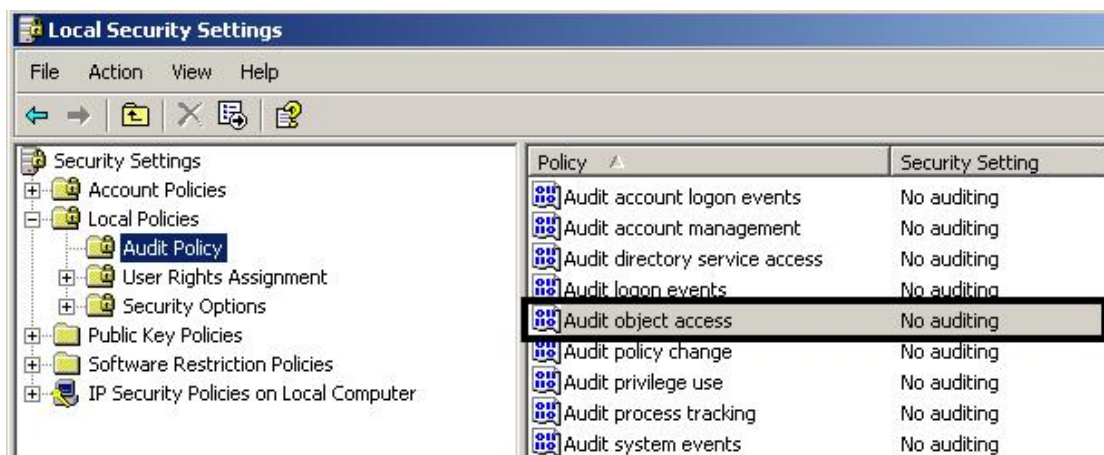 Local Security Settings
File Action View Help
Security Settings
Account Policies
Local Policies
Audit Policy
User Rights Assignment
Security Options
Public Key Policies
Software Restriction Policies
IP Security Policies on Local Computer
Policy Security Setting
Audit account logon events No auditing
Audit account management No auditing
Audit directory service access No auditing
Audit logon events No auditing
Audit object access No auditing
Audit policy change No auditing
Audit privilege use No auditing
Audit process tracking No auditing
Audit system events No auditing